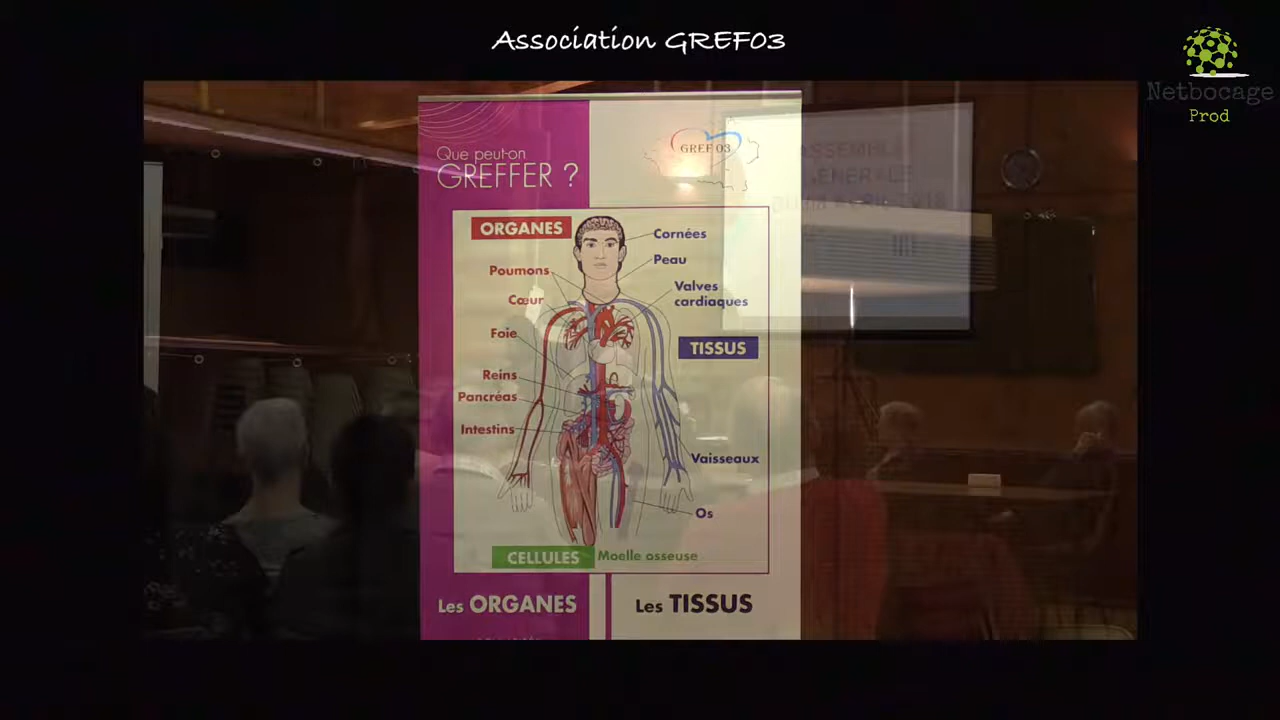 Association GREF03
Netbocage
Prod
Que peut-on
GREFFER ?
GREF 03
ORGANES
Cornées
Peau
Poumons
Valves
cardiaques
Cœur
Foie
TISSUS
Reins
Pancréas
Intestins
Vaisseaux
Os
CELLULES Moelle osseuse
Les ORGANES
Les TISSUS